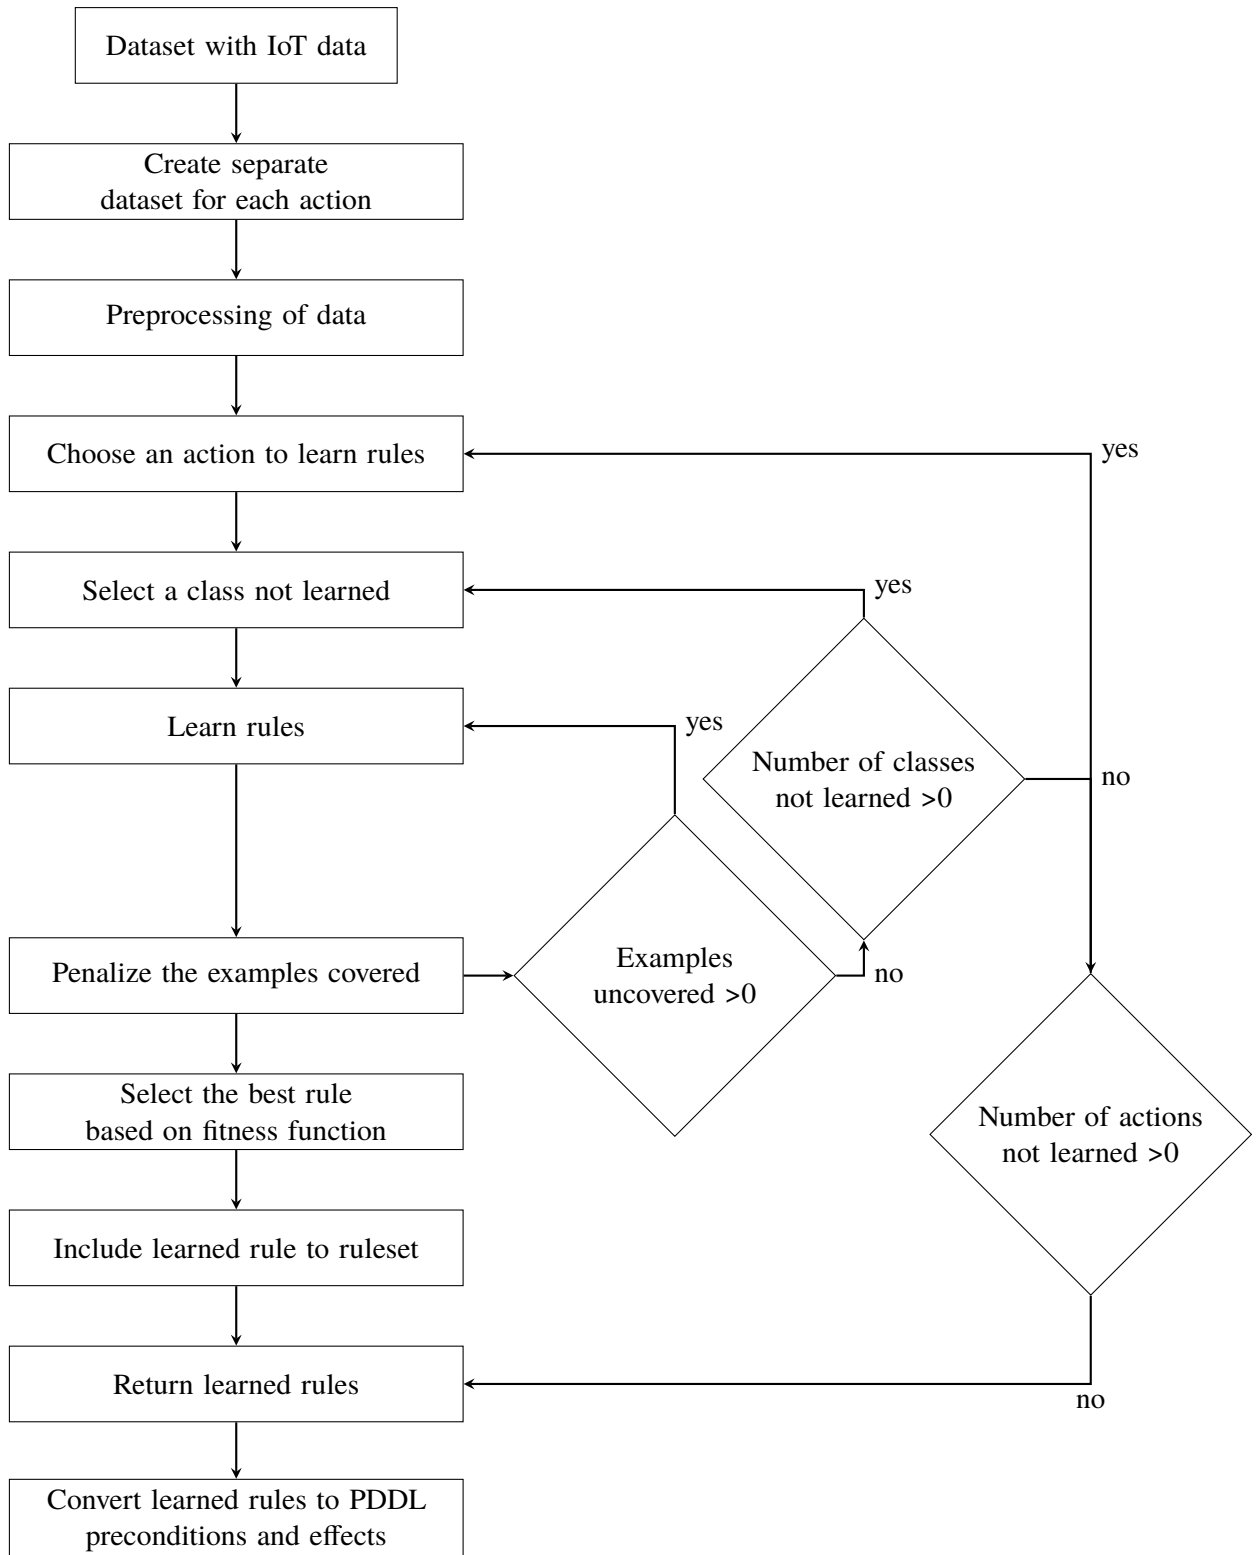 Dataset with IoT data
Create separate
dataset for each action
Preprocessing of data
Choose an action to learn rules
yes
Select a class not learned
yes
Learn rules
yes
Number of classes
not learned >0
no
Penalize the examples covered
Examples
uncovered >0
no
Select the best rule
based on fitness function
Number of actions
not learned >0
Include learned rule to ruleset
Return learned rules
no
Convert learned rules to PDDL
preconditions and effects